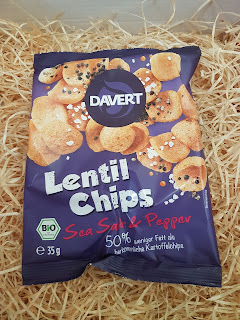 DAVERT
Lentil
Chips
Sea Salt & Pepper
BIO
50% weniger Fett als
herkömmliche Kartoffelchips
℮ 35 g